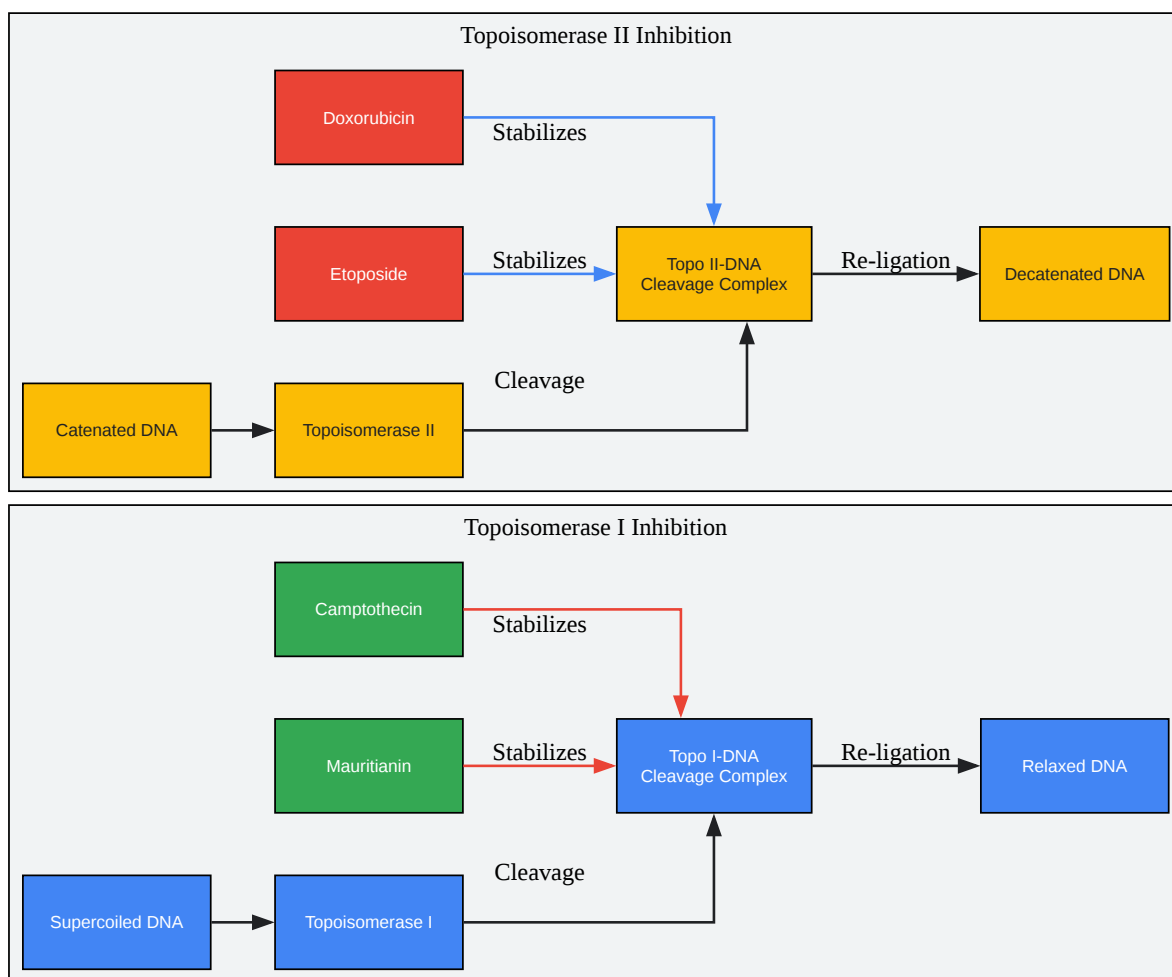 Topoisomerase II Inhibition
Doxorubicin
Stabilizes
Etoposide
Stabilizes
Topo II-DNA
Cleavage Complex
Re-ligation
Decatenated DNA
Cleavage
Catenated DNA
Topoisomerase II
Topoisomerase I Inhibition
Camptothecin
Stabilizes
Mauritianin
Stabilizes
Topo I-DNA
Cleavage Complex
Re-ligation
Relaxed DNA
Cleavage
Supercoiled DNA
Topoisomerase I